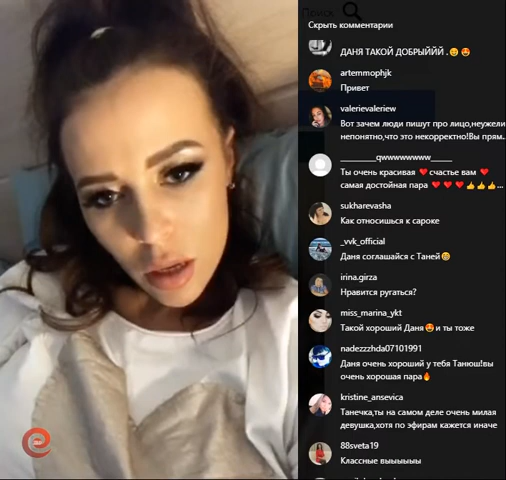 Поиск
Скрыть комментарии
ДАНЯ ТАКОЙ ДОБРЫЙЙЙ .😊😍
artemmophjk
Привет
valerievaleriew
Вот зачем люди пишут про лицо,неужели
непонятно,что это некорректно!Вы прям..
Ты очень красивая ❤️счастье вам ❤️
самая достойная пара ❤️❤️❤️👍👍👍...
sukharevasha
Как относишься к сароке
_vvk_official
Даня соглашайся с Таней😁
irina.girza
Нравится ругаться?
miss_marina_ykt
Такой хороший Даня😍и ты тоже
nadezzzhda07101991
Даня очень хороший у тебя Танюш!вы
очень хорошая пара🔥
kristine_ansevica
Танечка,ты на самом деле очень милая
девушка,хотя по эфирам кажется иначе
88sveta19
Классные выыыыыы